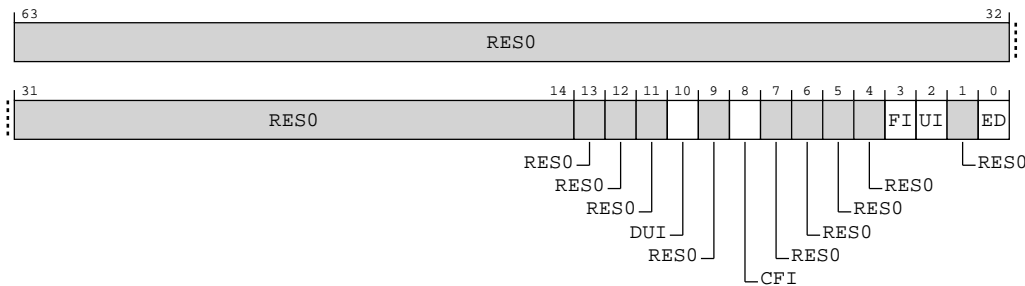 63 32
RES0
31 14 13 12 11 10 9 8 7 6 5 4 3 2 1 0
RES0 FI UI ED
RES0 RES0
RES0 RES0
RES0 RES0
DUI RES0
RES0 RES0
CFI